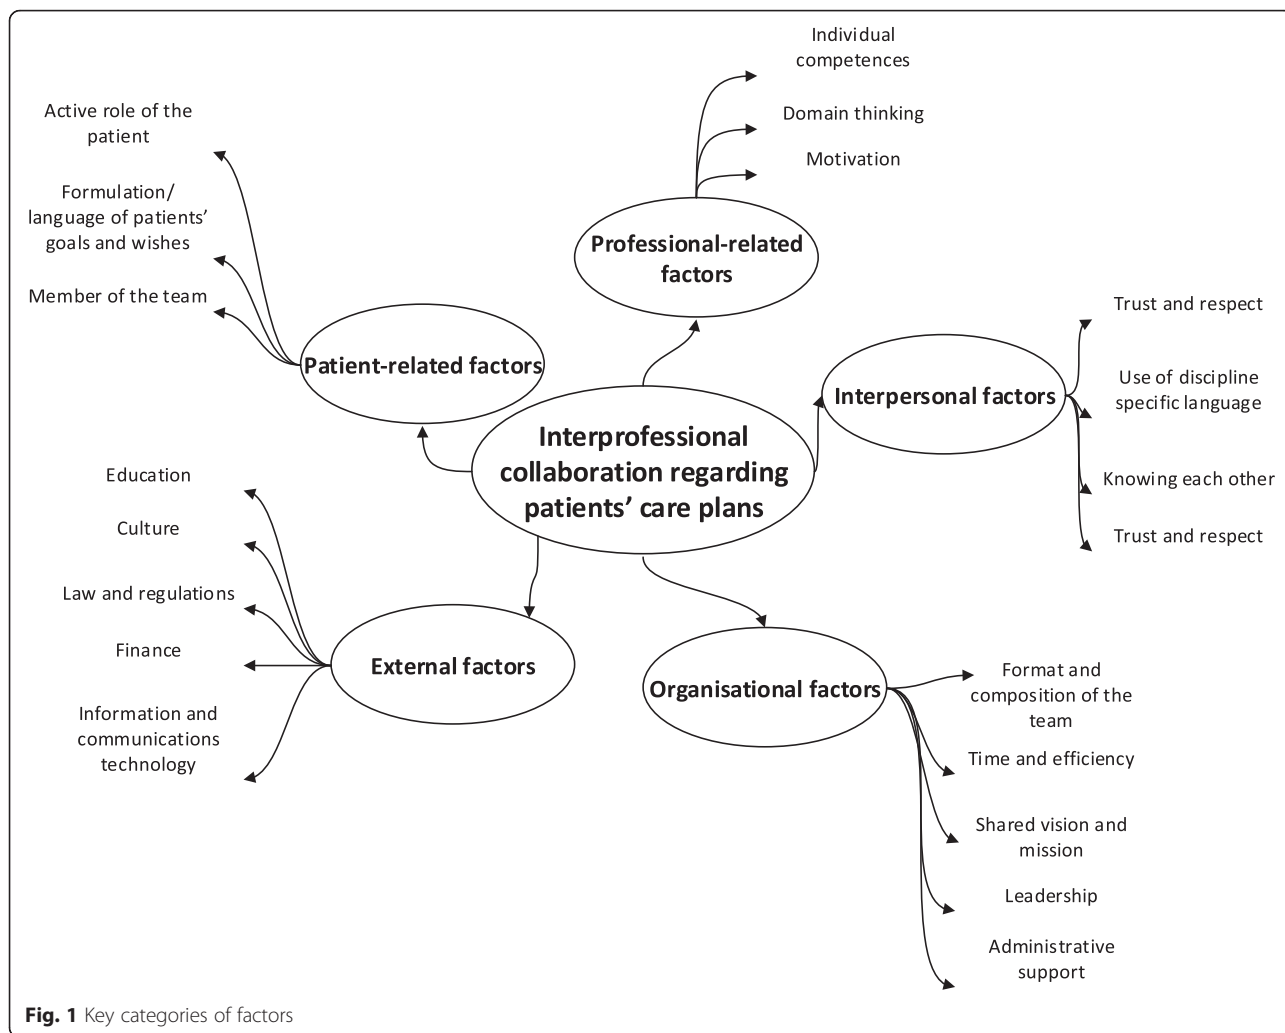 Individual
competences
Domain thinking
Motivation
Professional-related
factors
Active role of the
patient
Formulation/
language of patients'
goals and wishes
Member of the team
Patient-related factors
Trust and respect
Use of discipline
specific language
Knowing each other
Trust and respect
Interpersonal factors
Interprofessional
collaboration regarding
patients' care plans
Education
Culture
Law and regulations
Finance
Information and
communications
technology
External factors
Organisational factors
Format and
composition of the
team
Time and efficiency
Shared vision and
mission
Leadership
Administrative
support
Fig. 1 Key categories of factors